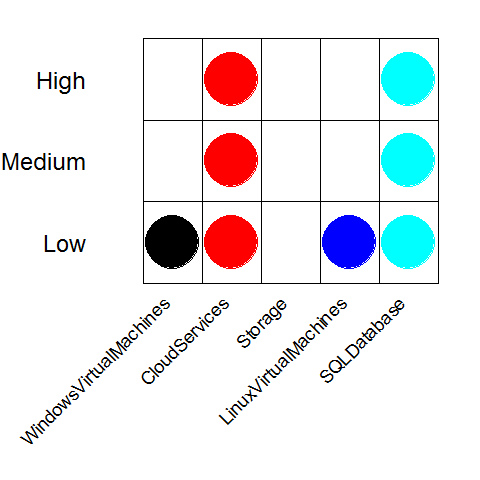 High
Medium
Low
WindowsVirtualMachines
CloudServices
Storage
LinuxVirtualMachines
SQLDatabase